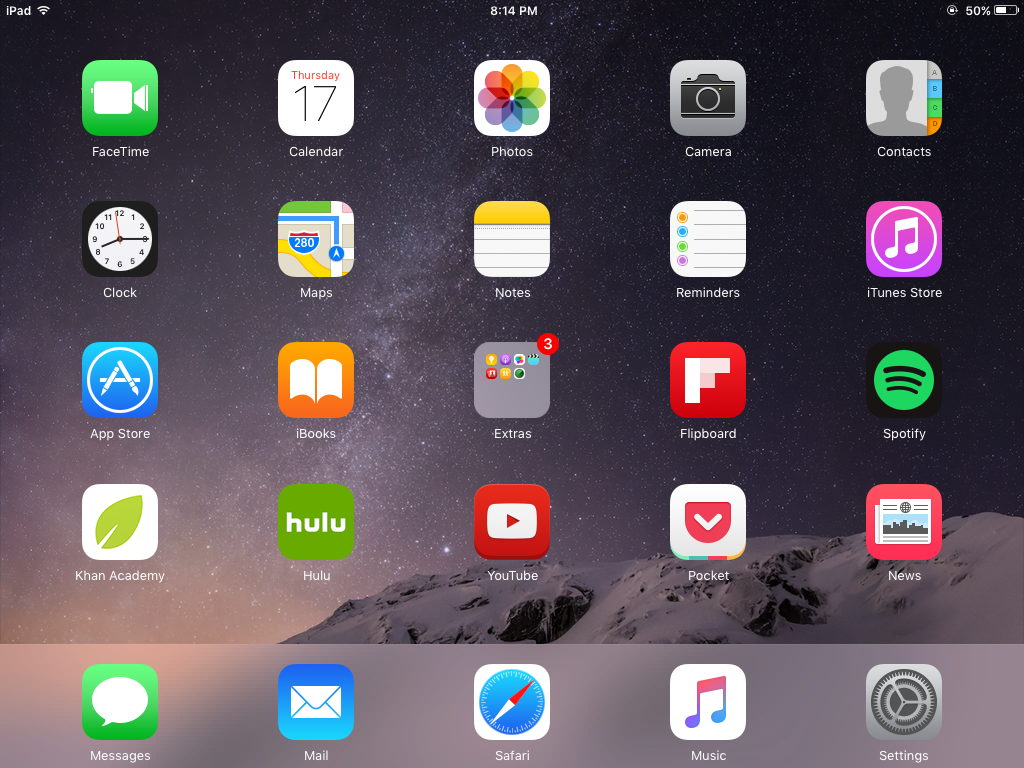 iPad 8:14 PM 50%
Thursday
17
A
B
C
D
FaceTime Calendar Photos Camera Contacts
12
1
2
3
4
5
6
7
8
9
10
11
280
Clock Maps Notes Reminders iTunes Store
3
App Store iBooks Extras Flipboard Spotify
hulu
Khan Academy Hulu YouTube Pocket News
Messages Mail Safari Music Settings